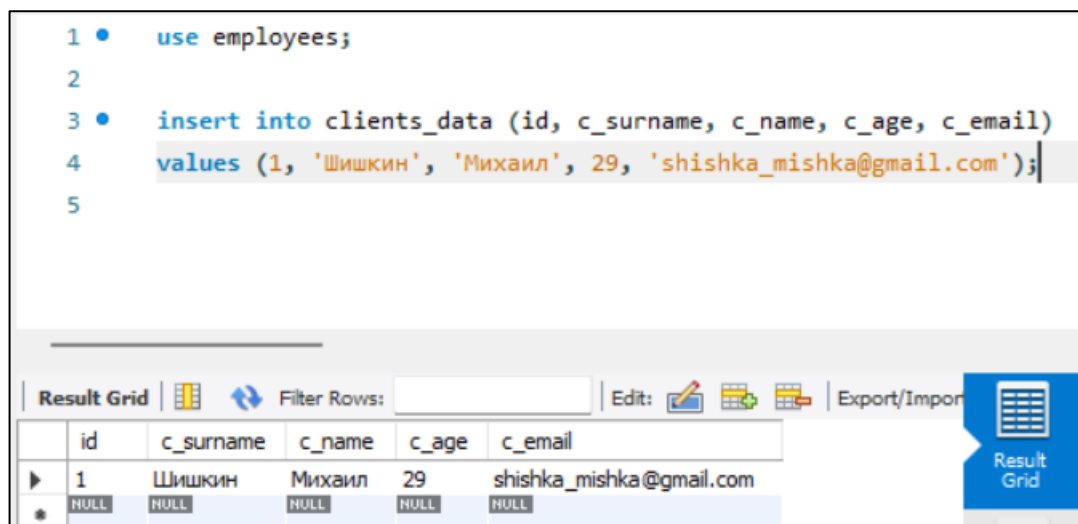 1 use employees;
2
3 insert into clients_data (id, c_surname, c_name, c_age, c_email)
4 values (1, 'Шишкин', 'Михаил', 29, 'shishka_mishka@gmail.com');
5
Result Grid Filter Rows: Edit: Export/Impor
id c_surname c_name c_age c_email
1 Шишкин Михаил 29 shishka_mishka@gmail.com
NULL NULL NULL NULL NULL
Result
Grid